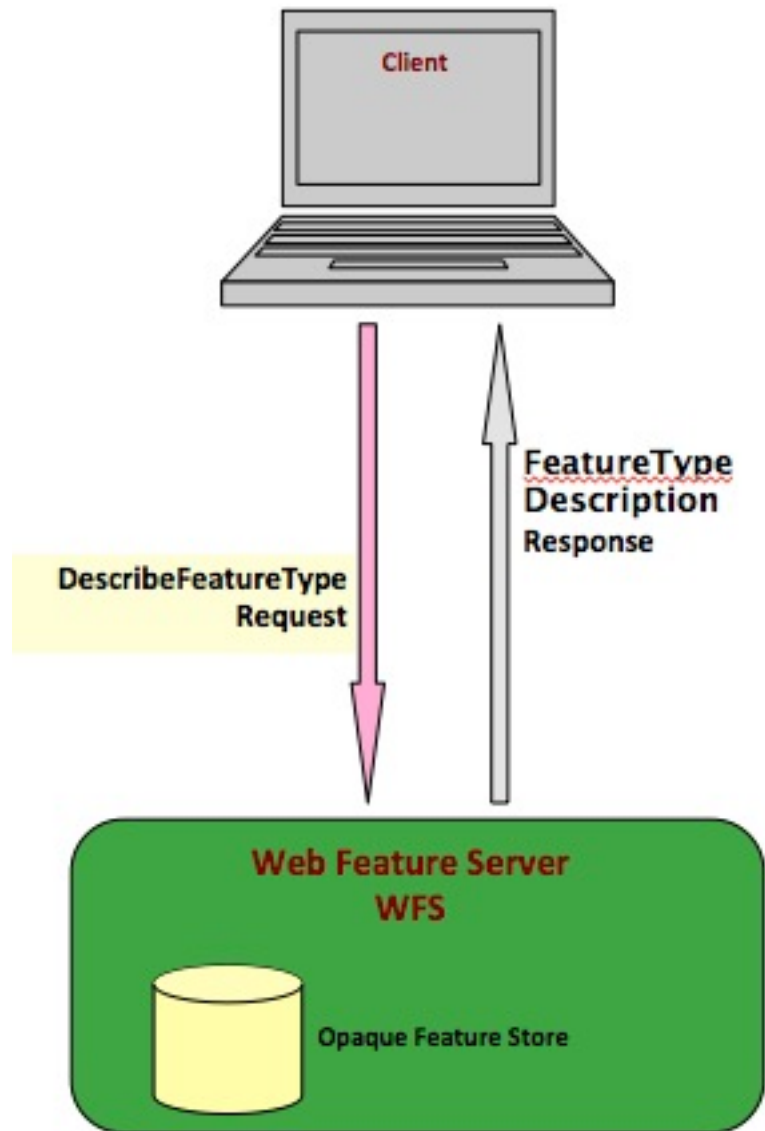 Client
FeatureType
Description
Response
DescribeFeatureType
Request
Web Feature Server
WFS
Opaque Feature Store